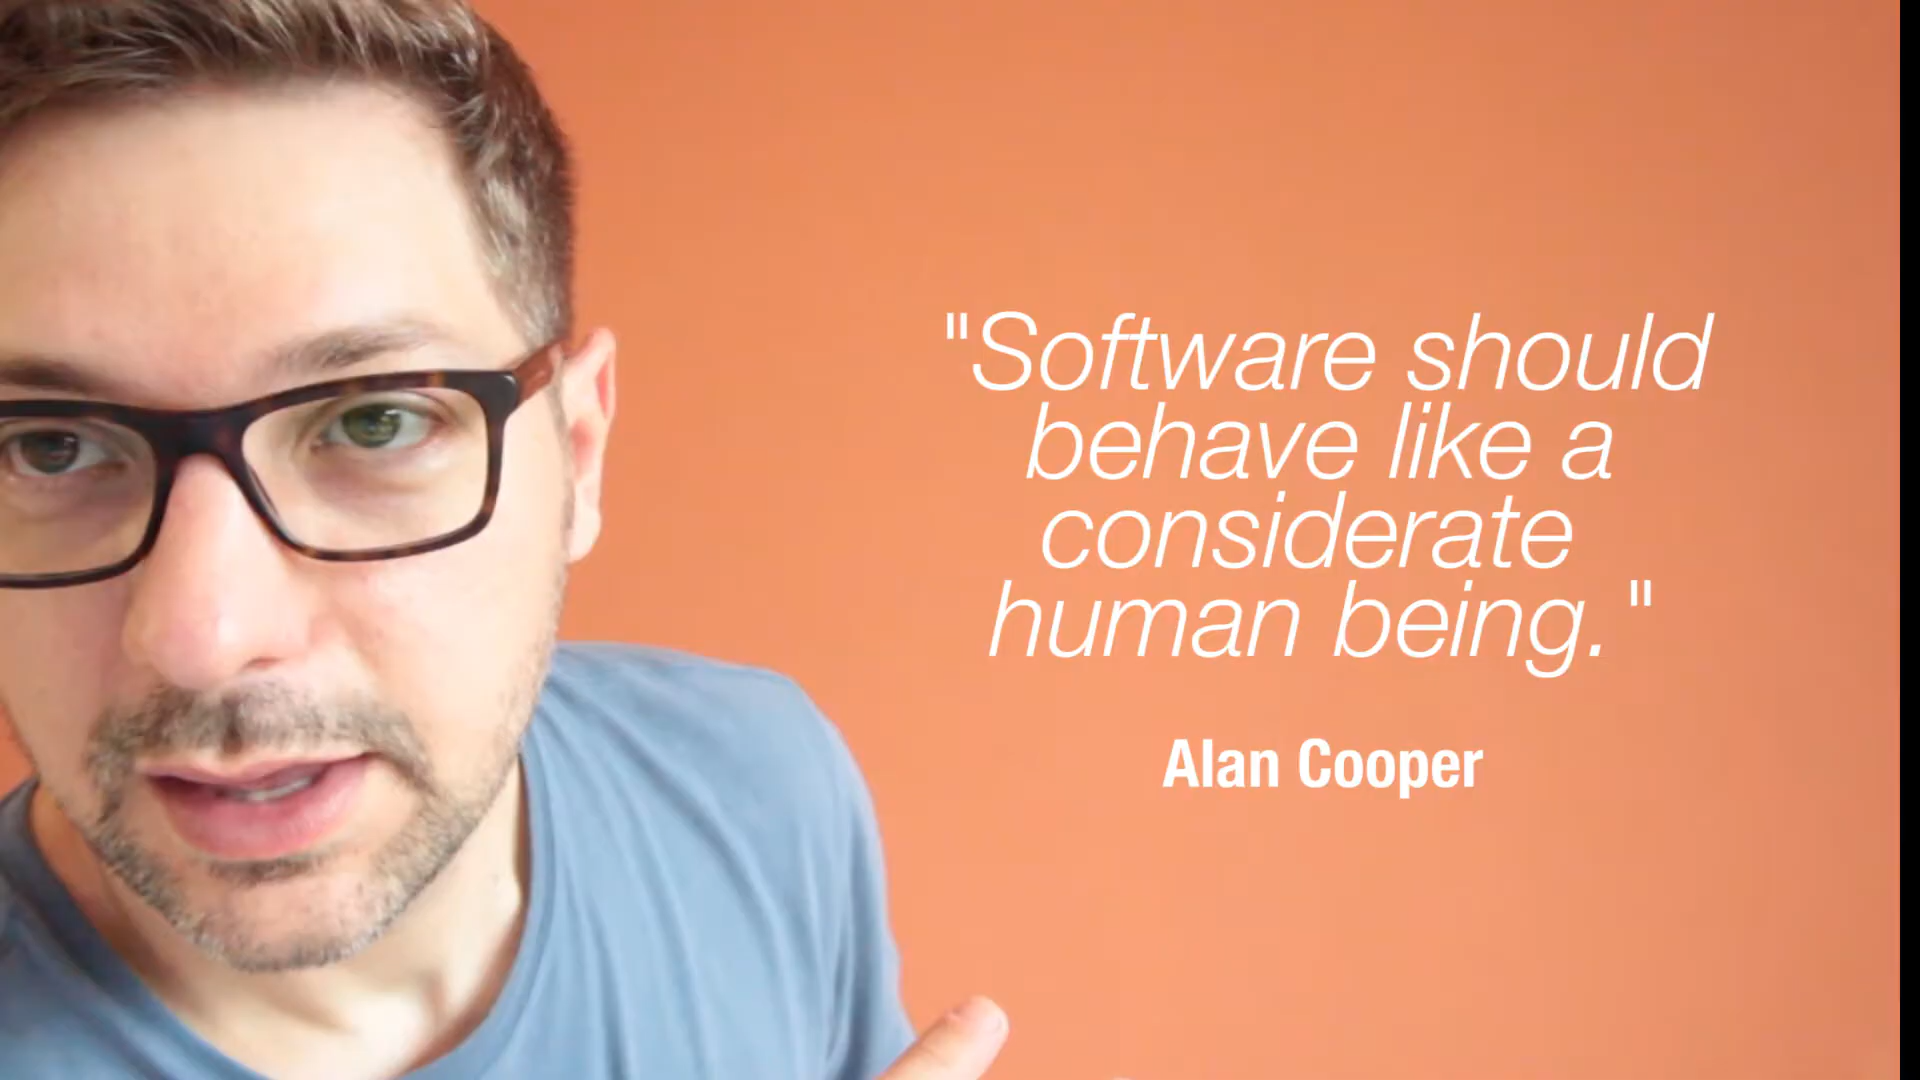 "Software should
behave like a
considerate
human being."
Alan Cooper